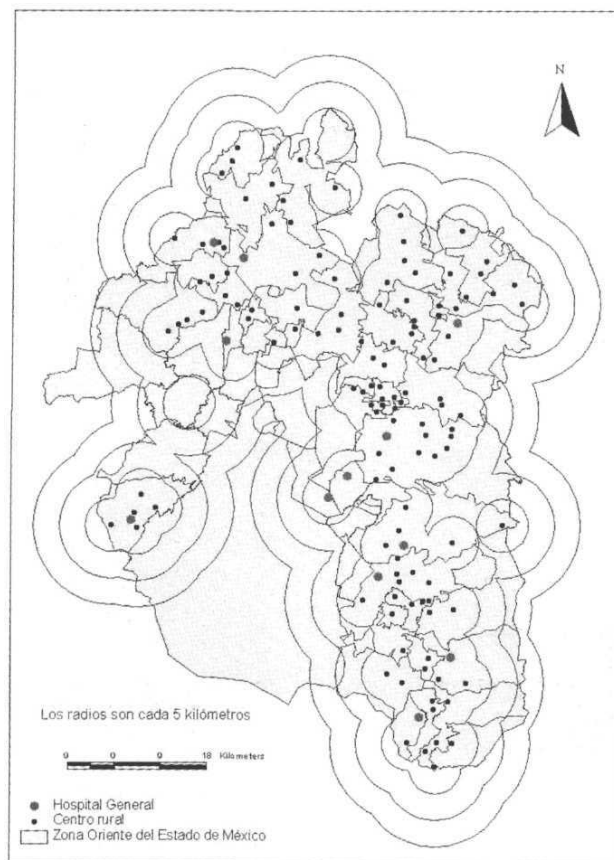 N
Los radios son cada 5 kilómetros
9 0 9 18 Kilometers
Hospital General
Centro rural
Zona Oriente del Estado de México